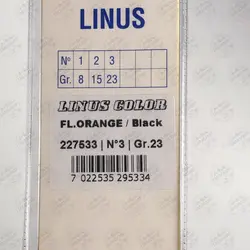 LINUS
Nº 1 2 3
Gr. 8 15 23
LINUS COLOR
FL.ORANGE / Black
227533 | Nº3 | Gr.23
7 022535 295334